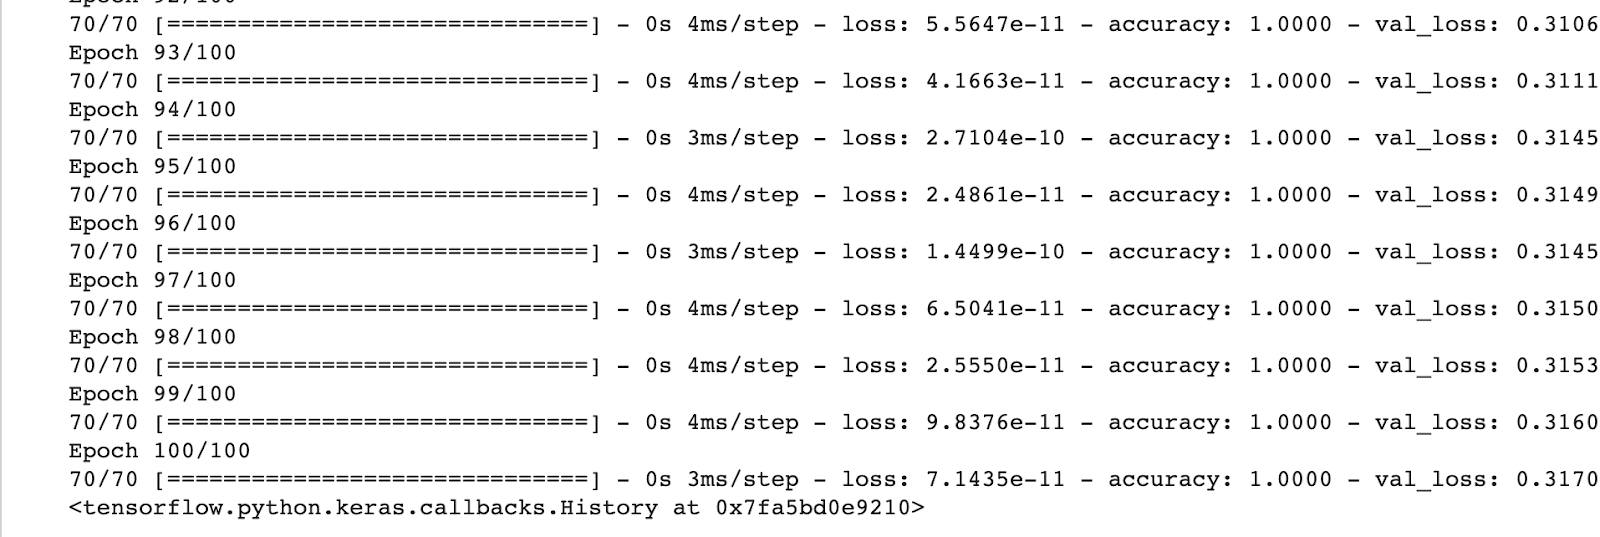 Epoch 92/100
70/70 [==============================] - 0s 4ms/step - loss: 5.5647e-11 - accuracy: 1.0000 - val_loss: 0.3106
Epoch 93/100
70/70 [==============================] - 0s 4ms/step - loss: 4.1663e-11 - accuracy: 1.0000 - val_loss: 0.3111
Epoch 94/100
70/70 [==============================] - 0s 3ms/step - loss: 2.7104e-10 - accuracy: 1.0000 - val_loss: 0.3145
Epoch 95/100
70/70 [==============================] - 0s 4ms/step - loss: 2.4861e-11 - accuracy: 1.0000 - val_loss: 0.3149
Epoch 96/100
70/70 [==============================] - 0s 3ms/step - loss: 1.4499e-10 - accuracy: 1.0000 - val_loss: 0.3145
Epoch 97/100
70/70 [==============================] - 0s 4ms/step - loss: 6.5041e-11 - accuracy: 1.0000 - val_loss: 0.3150
Epoch 98/100
70/70 [==============================] - 0s 4ms/step - loss: 2.5550e-11 - accuracy: 1.0000 - val_loss: 0.3153
Epoch 99/100
70/70 [==============================] - 0s 4ms/step - loss: 9.8376e-11 - accuracy: 1.0000 - val_loss: 0.3160
Epoch 100/100
70/70 [==============================] - 0s 3ms/step - loss: 7.1435e-11 - accuracy: 1.0000 - val_loss: 0.3170
<tensorflow.python.keras.callbacks.History at 0x7fa5bd0e9210>